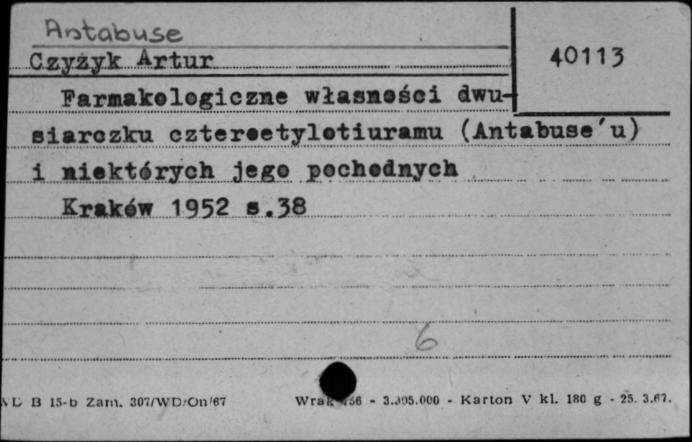 Antabuse
40113
Czyżyk Artur
Farmakologiczne własności dwu-
siarczku czteroetylotiuramu (Antabuse'u)
i niektórych jego pochodnych
Kraków 1952 s.38
6
B 15-b Zam. 307/WD/On/67
56 - 3.305.000 - Karton V kl. 180 g - 25. 3.67.